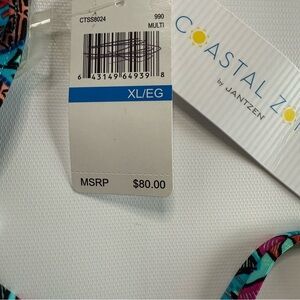 CTSS8024 990
MULTI
6 43149 64939 8
XL/EG
MSRP $80.00
COASTAL ZO
by JANTZEN